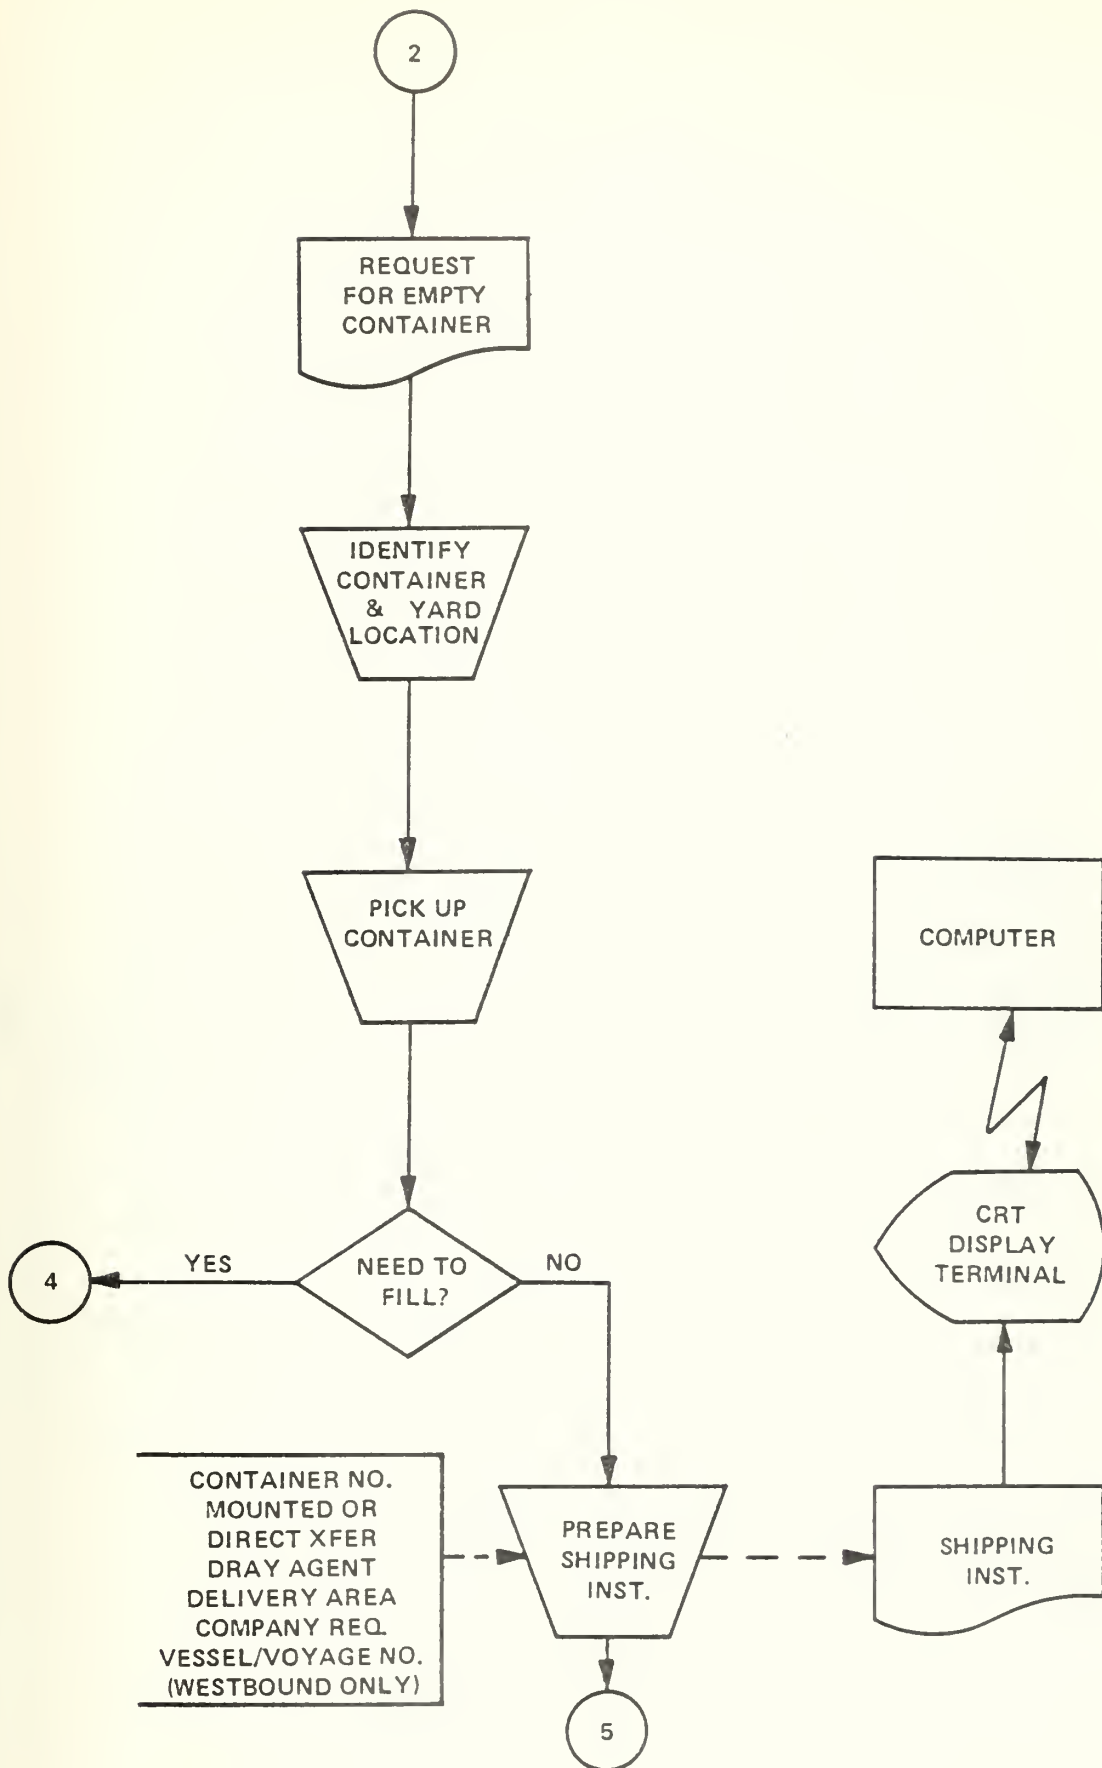 2
REQUEST
FOR EMPTY
CONTAINER
IDENTIFY
CONTAINER
& YARD
LOCATION
PICK UP
CONTAINER
COMPUTER
CRT
DISPLAY
TERMINAL
4
YES
NEED TO
FILL?
NO
CONTAINER NO.
MOUNTED OR
DIRECT XFER
DRAY AGENT
DELIVERY AREA
COMPANY REQ.
VESSEL/VOYAGE NO.
(WESTBOUND ONLY)
PREPARE
SHIPPING
INST.
SHIPPING
INST.
5